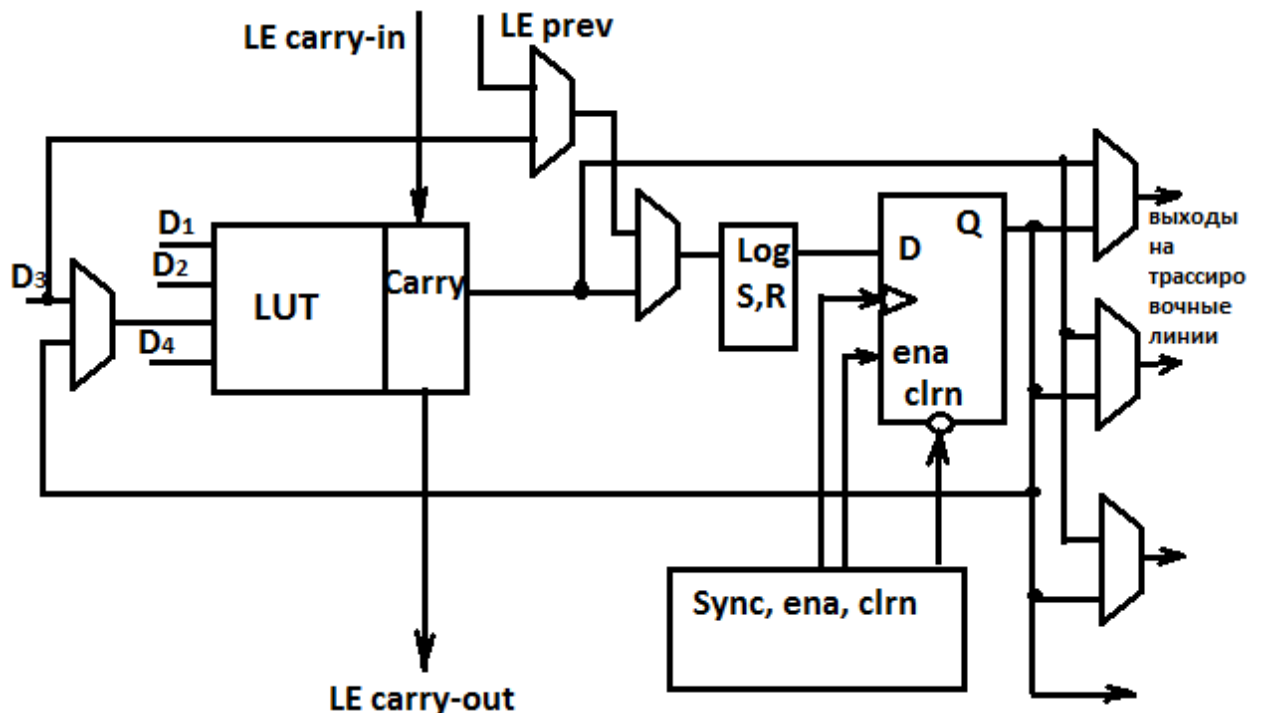 LE carry-in
LE prev
D1
D2
D3
D4
LUT
Carry
Log
S,R
D
Q
ena
clrn
выходы
на
трассиро
вочные
линии
Sync, ena, clrn
LE carry-out